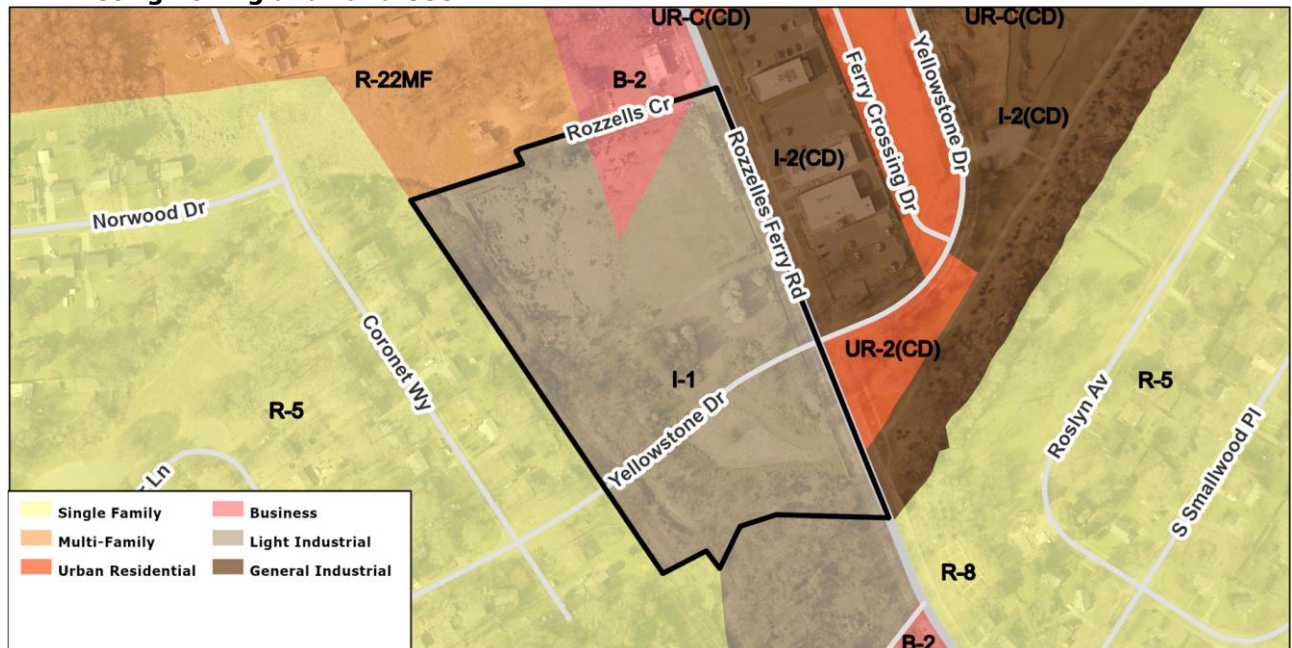 UR-C(CD)
UR-C(CD)
R-22MF
B-2
Rozzells Cr
Rozzelles Ferry Rd
I-2(CD)
Ferry Crossing Dr
Yellowstone Dr
I-2(CD)
Norwood Dr
Coronet Wy
R-5
I-1
Yellowstone Dr
UR-2(CD)
Roslyn Av
R-5
S Smallwood Pl
Ln
R-8
B-2
Single Family
Multi-Family
Urban Residential
Business
Light Industrial
General Industrial